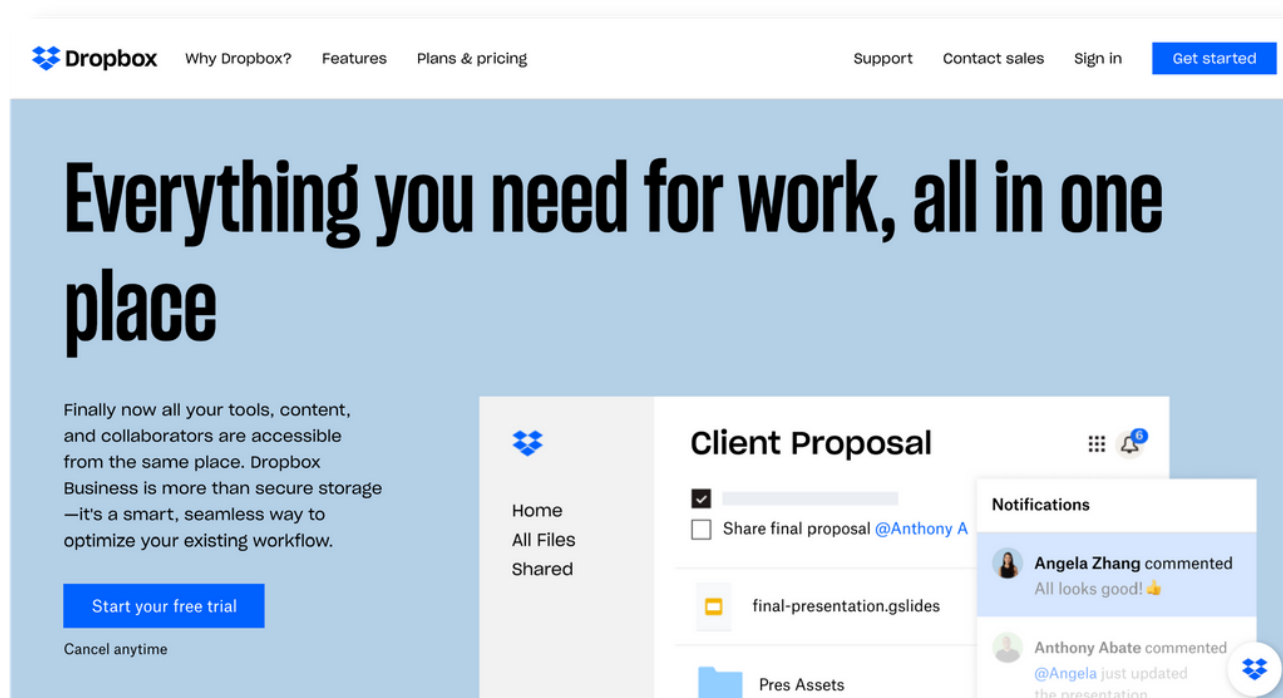 Dropbox
Why Dropbox?
Features
Plans & pricing
Support
Contact sales
Sign in
Get started
Everything you need for work, all in one
place
Finally now all your tools, content,
and collaborators are accessible
from the same place. Dropbox
Business is more than secure storage
—it's a smart, seamless way to
optimize your existing workflow.
Start your free trial
Cancel anytime
Home
All Files
Shared
Client Proposal
6
Share final proposal @Anthony A
final-presentation.gslides
Pres Assets
Notifications
Angela Zhang commented
All looks good! 👍
Anthony Abate commented
@Angela just updated
the presentation